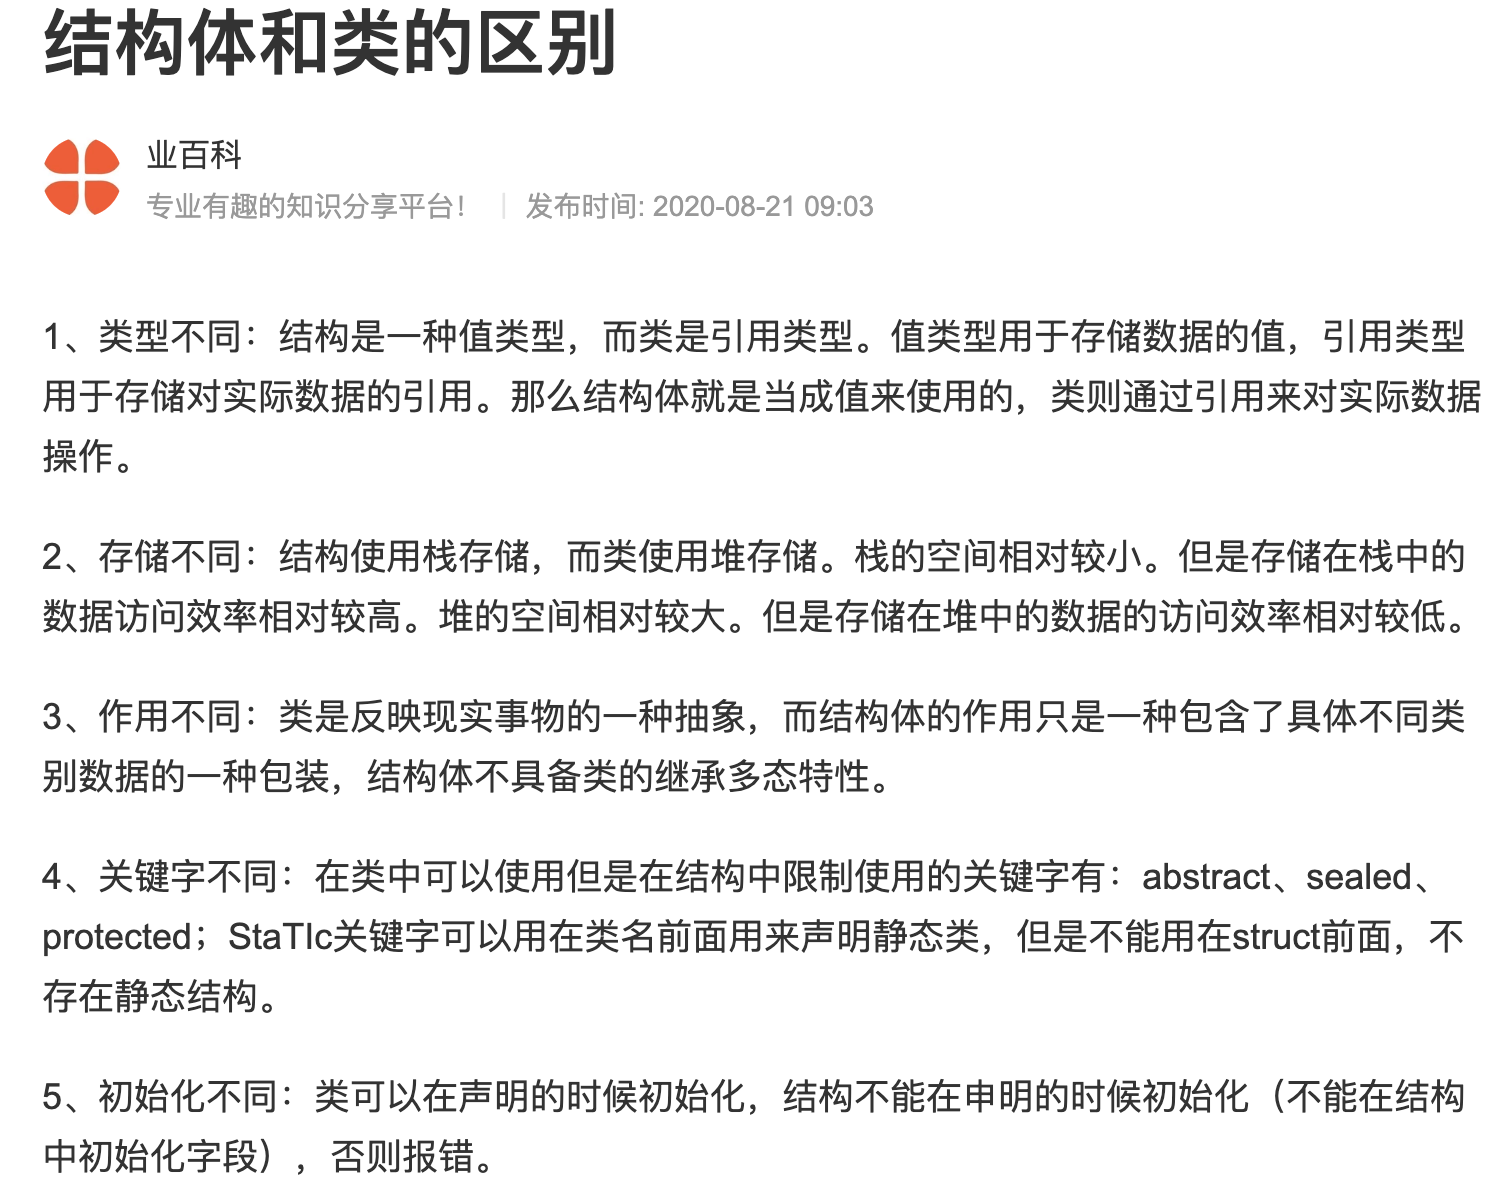 结构体和类的区别
业百科
专业有趣的知识分享平台！ | 发布时间: 2020-08-21 09:03
1、类型不同：结构是一种值类型，而类是引用类型。值类型用于存储数据的值，引用类型
用于存储对实际数据的引用。那么结构体就是当成值来使用的，类则通过引用来对实际数据
操作。
2、存储不同：结构使用栈存储，而类使用堆存储。栈的空间相对较小。但是存储在栈中的
数据访问效率相对较高。堆的空间相对较大。但是存储在堆中的数据的访问效率相对较低。
3、作用不同：类是反映现实事物的一种抽象，而结构体的作用只是一种包含了具体不同类
别数据的一种包装，结构体不具备类的继承多态特性。
4、关键字不同：在类中可以使用但是在结构中限制使用的关键字有：abstract、sealed、
protected；StaTIc关键字可以用在类名前面用来声明静态类，但是不能用在struct前面，不
存在静态结构。
5、初始化不同：类可以在声明的时候初始化，结构不能在申明的时候初始化（不能在结构
中初始化字段），否则报错。